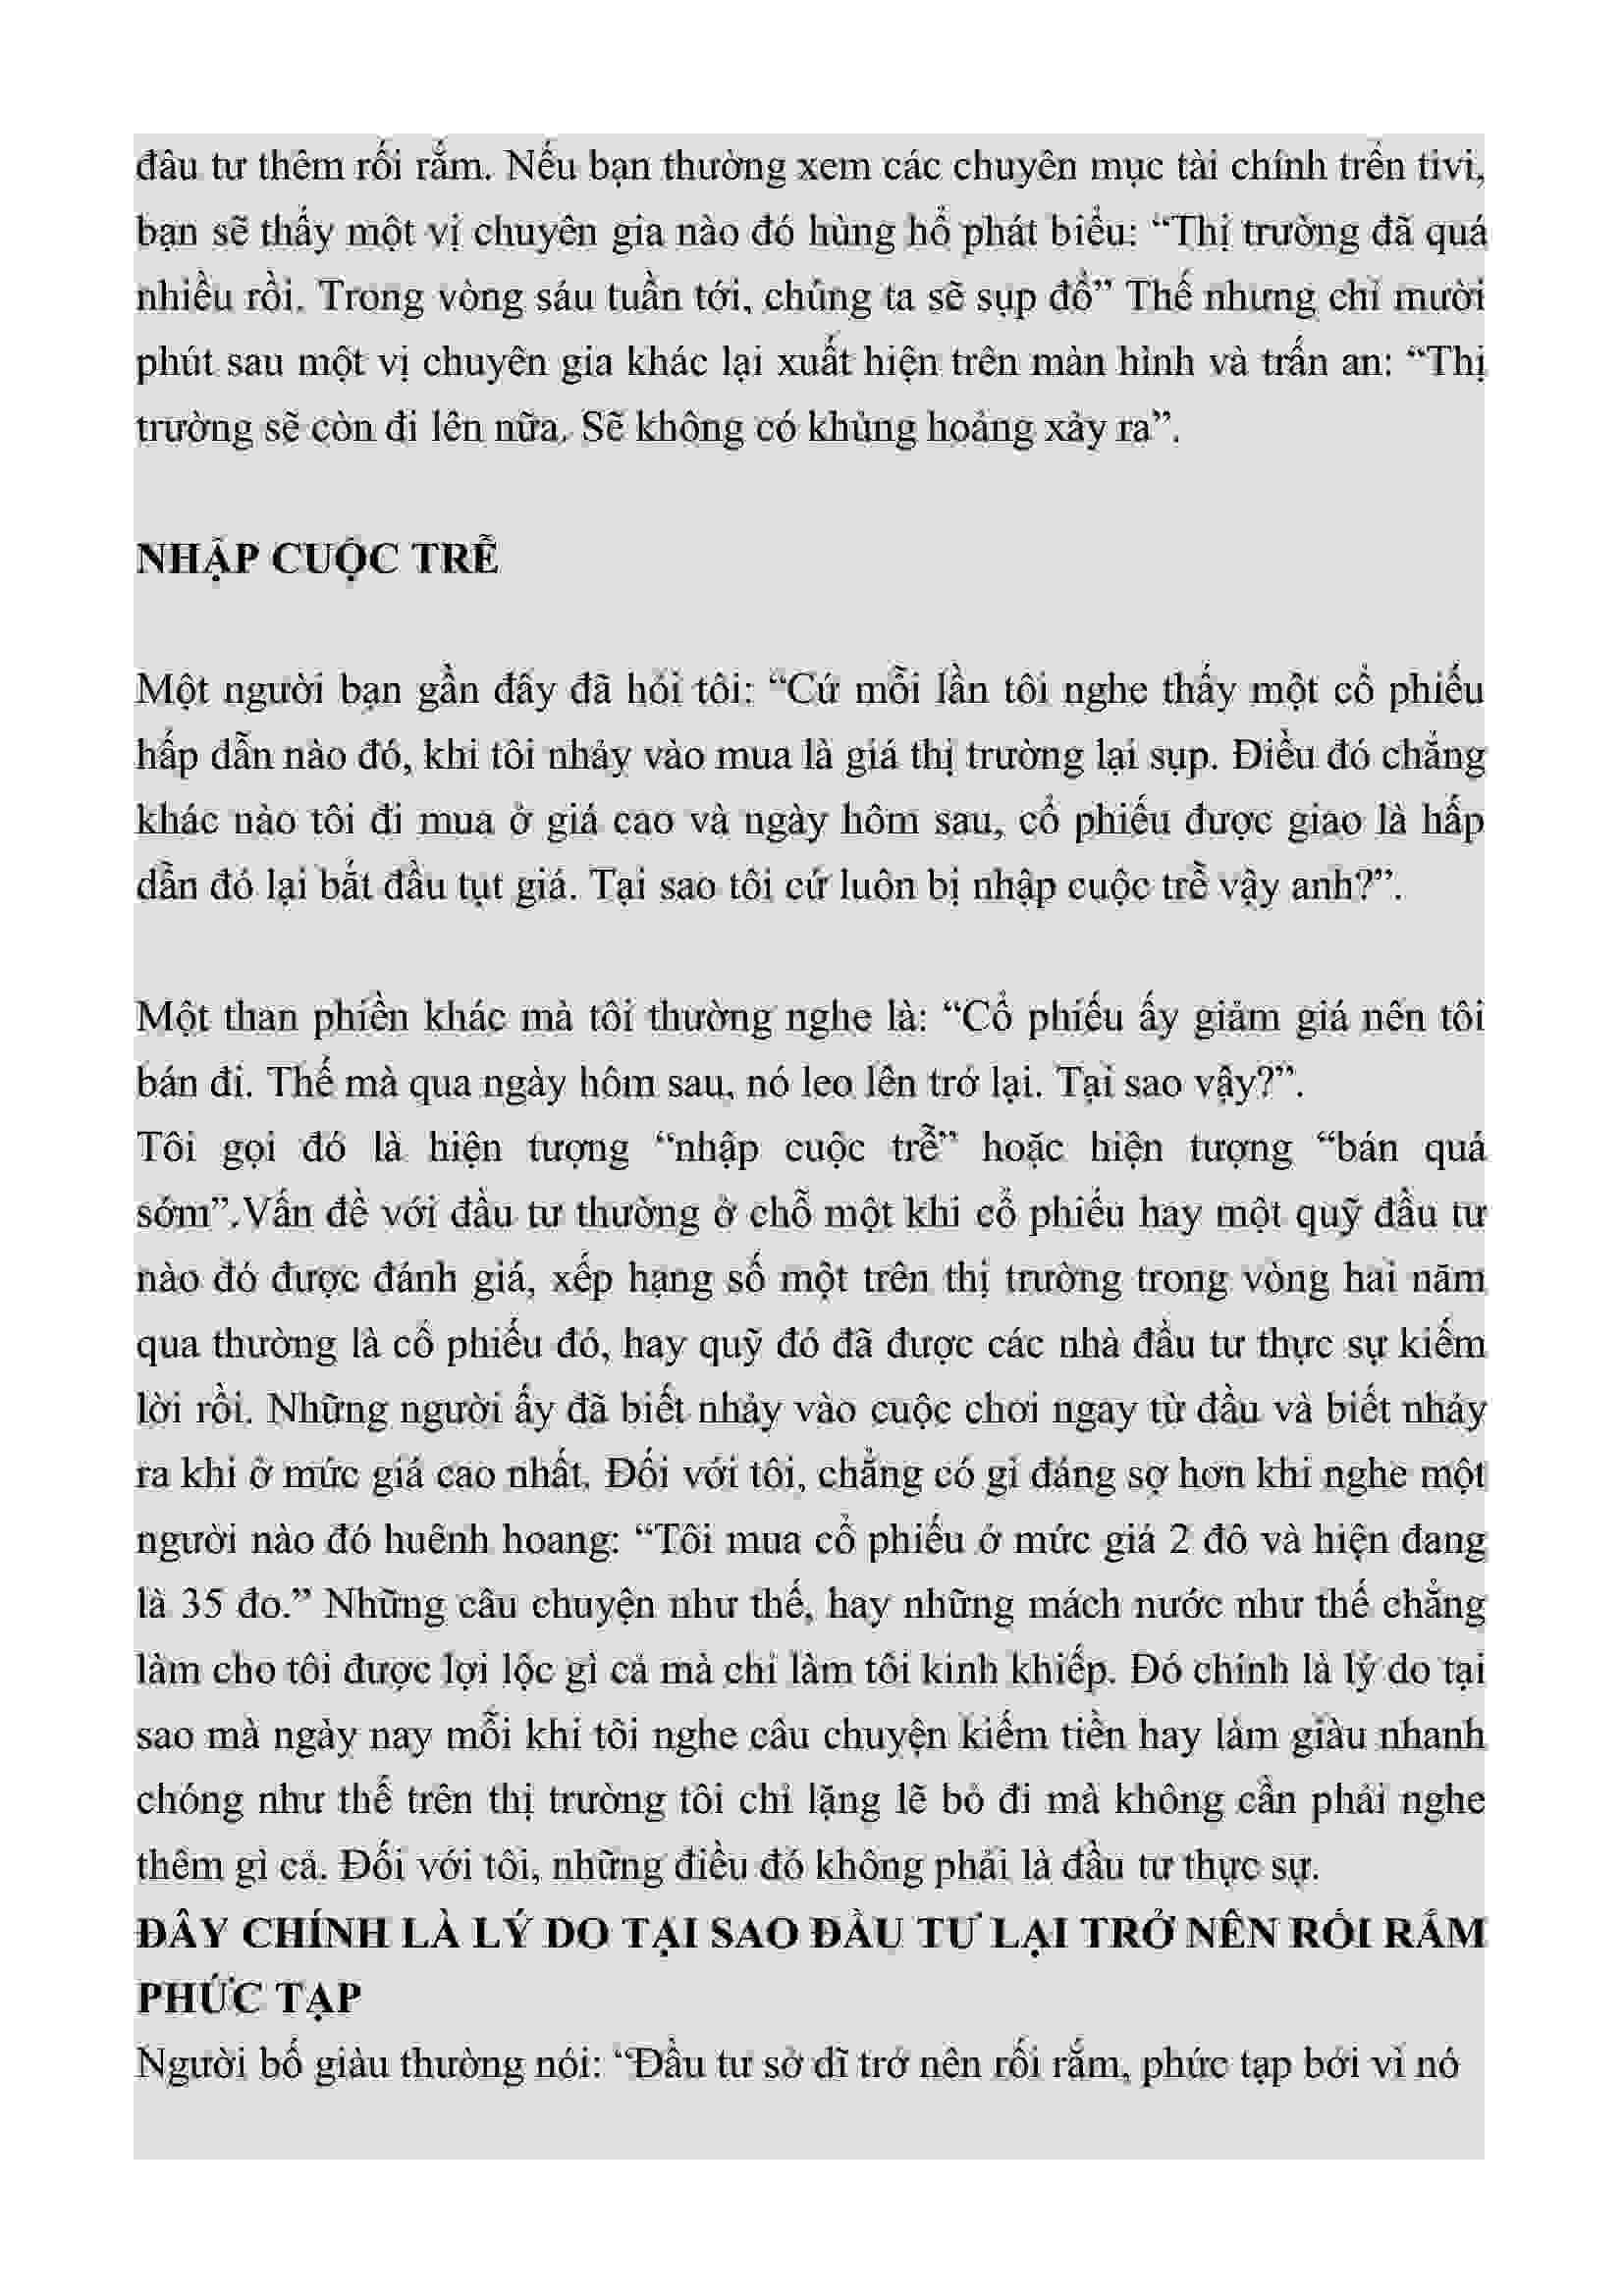 đầu tư thêm rối rắm. Nếu bạn thường xem các chuyên mục tài chính trên tivi,
bạn sẽ thấy một vị chuyên gia nào đó hùng hổ phát biểu: “Thị trường đã quá
nhiều rồi. Trong vòng sáu tuần tới, chúng ta sẽ sụp đổ” Thế nhưng chỉ mười
phút sau một vị chuyên gia khác lại xuất hiện trên màn hình và trấn an: “Thị
trường sẽ còn đi lên nữa. Sẽ không có khủng hoảng xảy ra”.
NHẬP CUỘC TRỄ
Một người bạn gần đây đã hỏi tôi: “Cứ mỗi lần tôi nghe thấy một cổ phiếu
hấp dẫn nào đó, khi tôi nhảy vào mua là giá thị trường lại sụp. Điều đó chẳng
khác nào tôi đi mua ở giá cao và ngày hôm sau, cổ phiếu được giao là hấp
dẫn đó lại bắt đầu tụt giá. Tại sao tôi cứ luôn bị nhập cuộc trễ vậy anh?”.
Một than phiền khác mà tôi thường nghe là: “Cổ phiếu ấy giảm giá nên tôi
bán đi. Thế mà qua ngày hôm sau, nó leo lên trở lại. Tại sao vậy?”.
Tôi gọi đó là hiện tượng “nhập cuộc trễ” hoặc hiện tượng “bán quá
sớm”.Vấn đề với đầu tư thường ở chỗ một khi cổ phiếu hay một quỹ đầu tư
nào đó được đánh giá, xếp hạng số một trên thị trường trong vòng hai năm
qua thường là cổ phiếu đó, hay quỹ đó đã được các nhà đầu tư thực sự kiếm
lời rồi. Những người ấy đã biết nhảy vào cuộc chơi ngay từ đầu và biết nhảy
ra khi ở mức giá cao nhất. Đối với tôi, chẳng có gì đáng sợ hơn khi nghe một
người nào đó huênh hoang: “Tôi mua cổ phiếu ở mức giá 2 đô và hiện đang
là 35 đo.” Những câu chuyện như thế, hay những mách nước như thế chẳng
làm cho tôi được lợi lộc gì cả mà chỉ làm tôi kinh khiếp. Đó chính là lý do tại
sao mà ngày nay mỗi khi tôi nghe câu chuyện kiếm tiền hay làm giàu nhanh
chóng như thế trên thị trường tôi chỉ lặng lẽ bỏ đi mà không cần phải nghe
thêm gì cả. Đối với tôi, những điều đó không phải là đầu tư thực sự.
ĐÂY CHÍNH LÀ LÝ DO TẠI SAO ĐẦU TƯ LẠI TRỞ NÊN RỐI RẮM
PHỨC TẠP
Người bố giàu thường nói: “Đầu tư sở dĩ trở nên rối rắm, phức tạp bởi vì nó